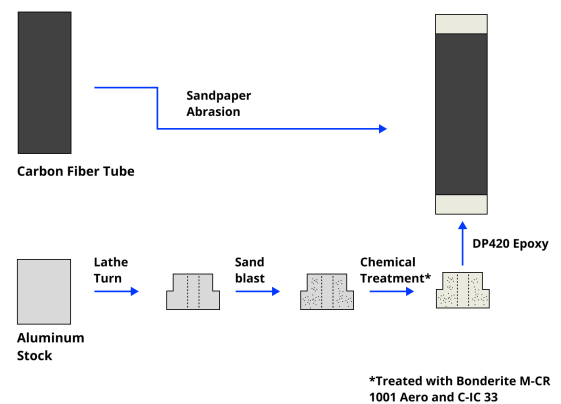 Sandpaper
Abrasion
Carbon Fiber Tube
DP420 Epoxy
Lathe
Turn
Sand
blast
Chemical
Treatment*
Aluminum
Stock
*Treated with Bonderite M-CR
1001 Aero and C-IC 33